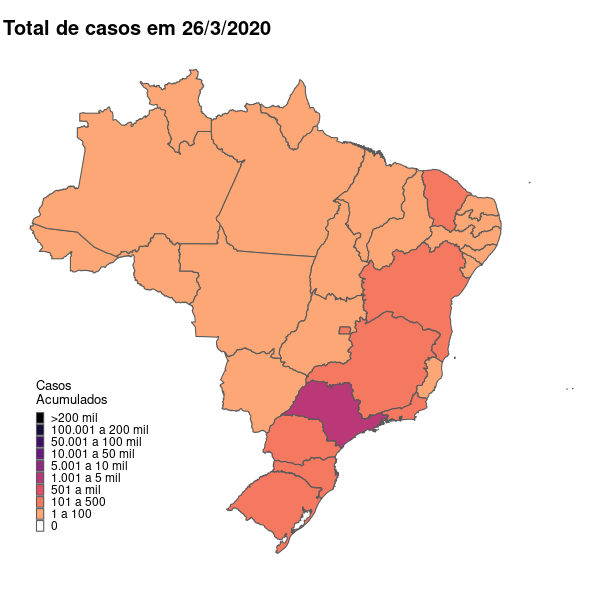 Total de casos em 26/3/2020
Casos
Acumulados
>200 mil
100.001 a 200 mil
50.001 a 100 mil
10.001 a 50 mil
5.001 a 10 mil
1.001 a 5 mil
501 a mil
101 a 500
1 a 100
0